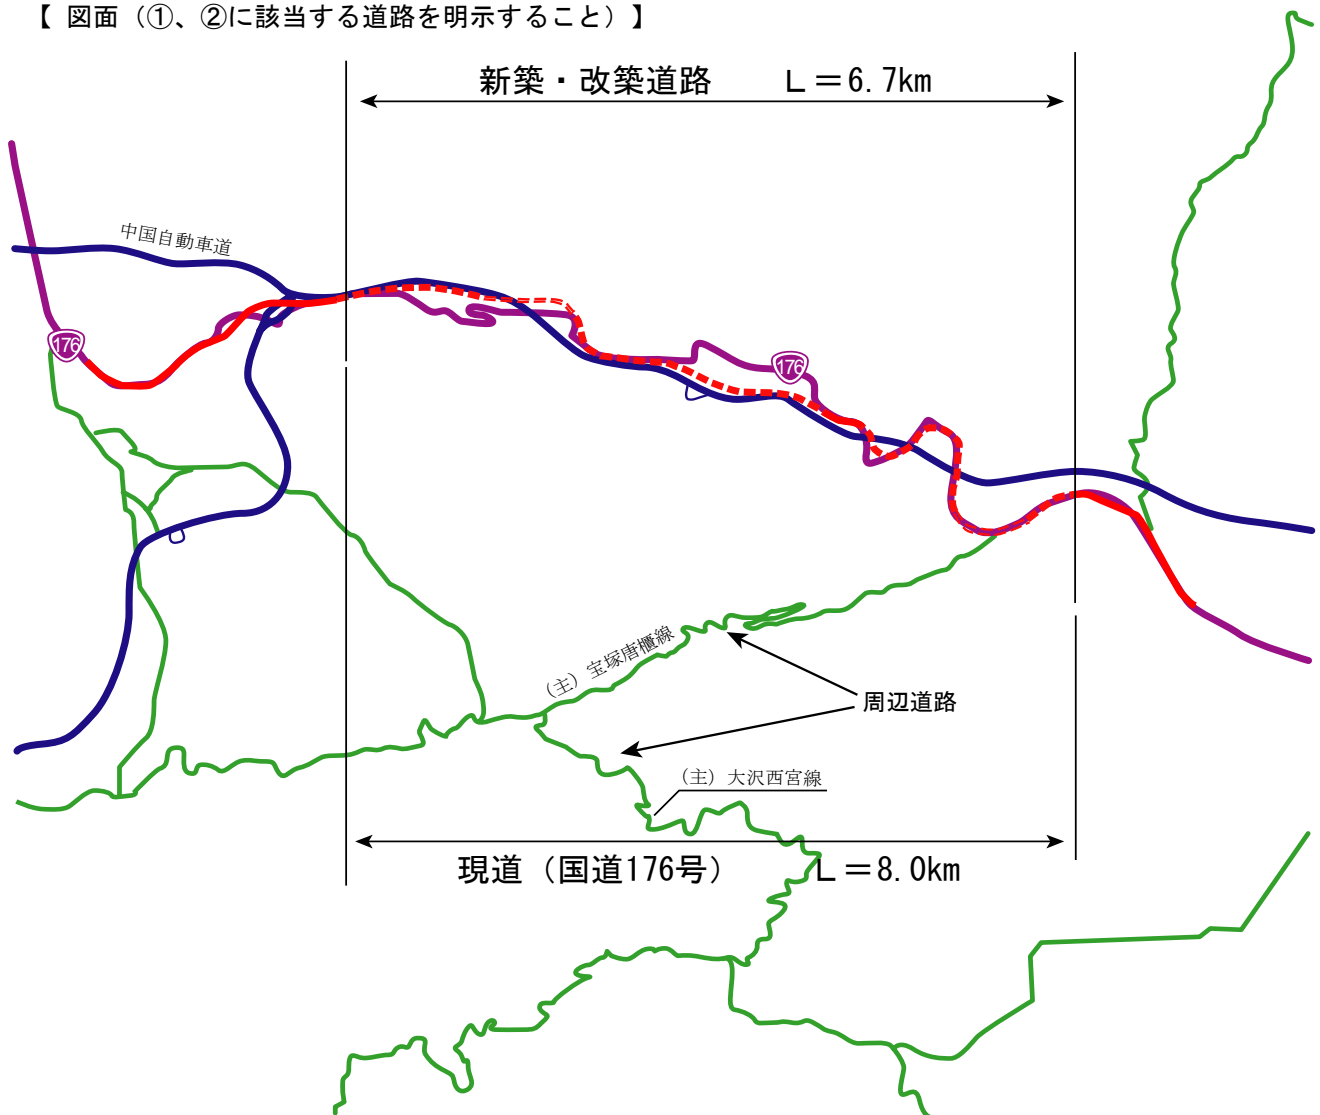 【 図面（①、②に該当する道路を明示すること）】
新築・改築道路　　Ｌ＝6.7km
中国自動車道
176
176
（主）宝塚唐櫃線
周辺道路
（主）大沢西宮線
現道（国道176号）　　Ｌ＝8.0km